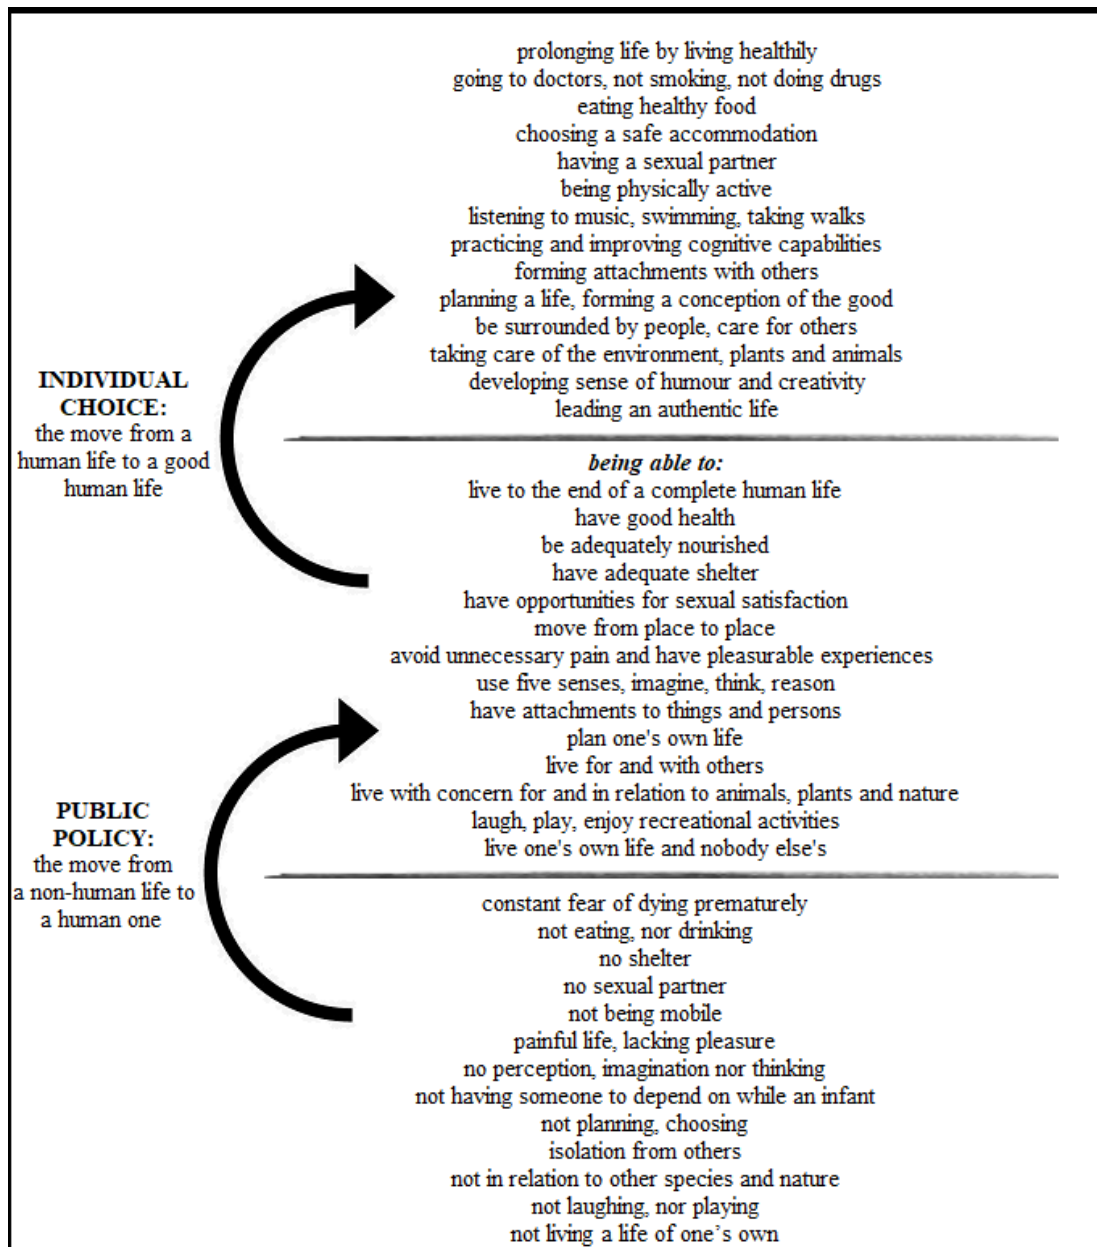 prolonging life by living healthily
going to doctors, not smoking, not doing drugs
eating healthy food
choosing a safe accommodation
having a sexual partner
being physically active
listening to music, swimming, taking walks
practicing and improving cognitive capabilities
forming attachments with others
planning a life, forming a conception of the good
be surrounded by people, care for others
taking care of the environment, plants and animals
developing sense of humour and creativity
leading an authentic life
INDIVIDUAL
CHOICE:
the move from a
human life to a good
human life
being able to:
live to the end of a complete human life
have good health
be adequately nourished
have adequate shelter
have opportunities for sexual satisfaction
move from place to place
avoid unnecessary pain and have pleasurable experiences
use five senses, imagine, think, reason
have attachments to things and persons
plan one's own life
live for and with others
live with concern for and in relation to animals, plants and nature
laugh, play, enjoy recreational activities
live one's own life and nobody else's
PUBLIC
POLICY:
the move from
a non-human life to
a human one
constant fear of dying prematurely
not eating, nor drinking
no shelter
no sexual partner
not being mobile
painful life, lacking pleasure
no perception, imagination nor thinking
not having someone to depend on while an infant
not planning, choosing
isolation from others
not in relation to other species and nature
not laughing, nor playing
not living a life of one’s own